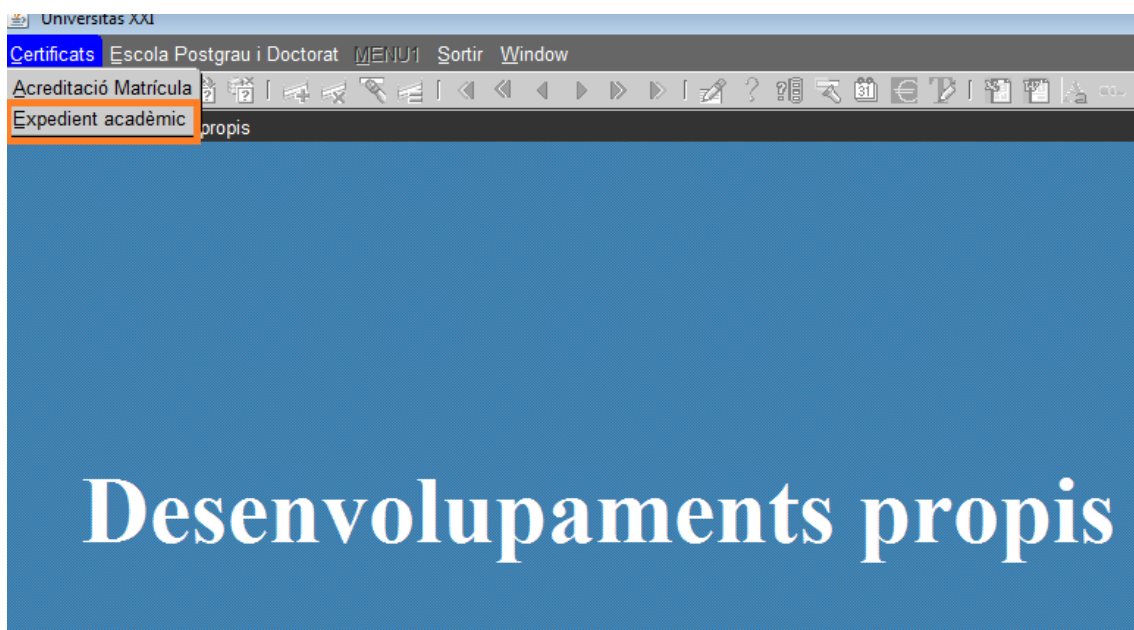 Universitas XXI
Certificats Escola Postgrau i Doctorat MENU1 Sortir Window
Acreditació Matrícula
Expedient acadèmic
propis
Desenvolupaments propis